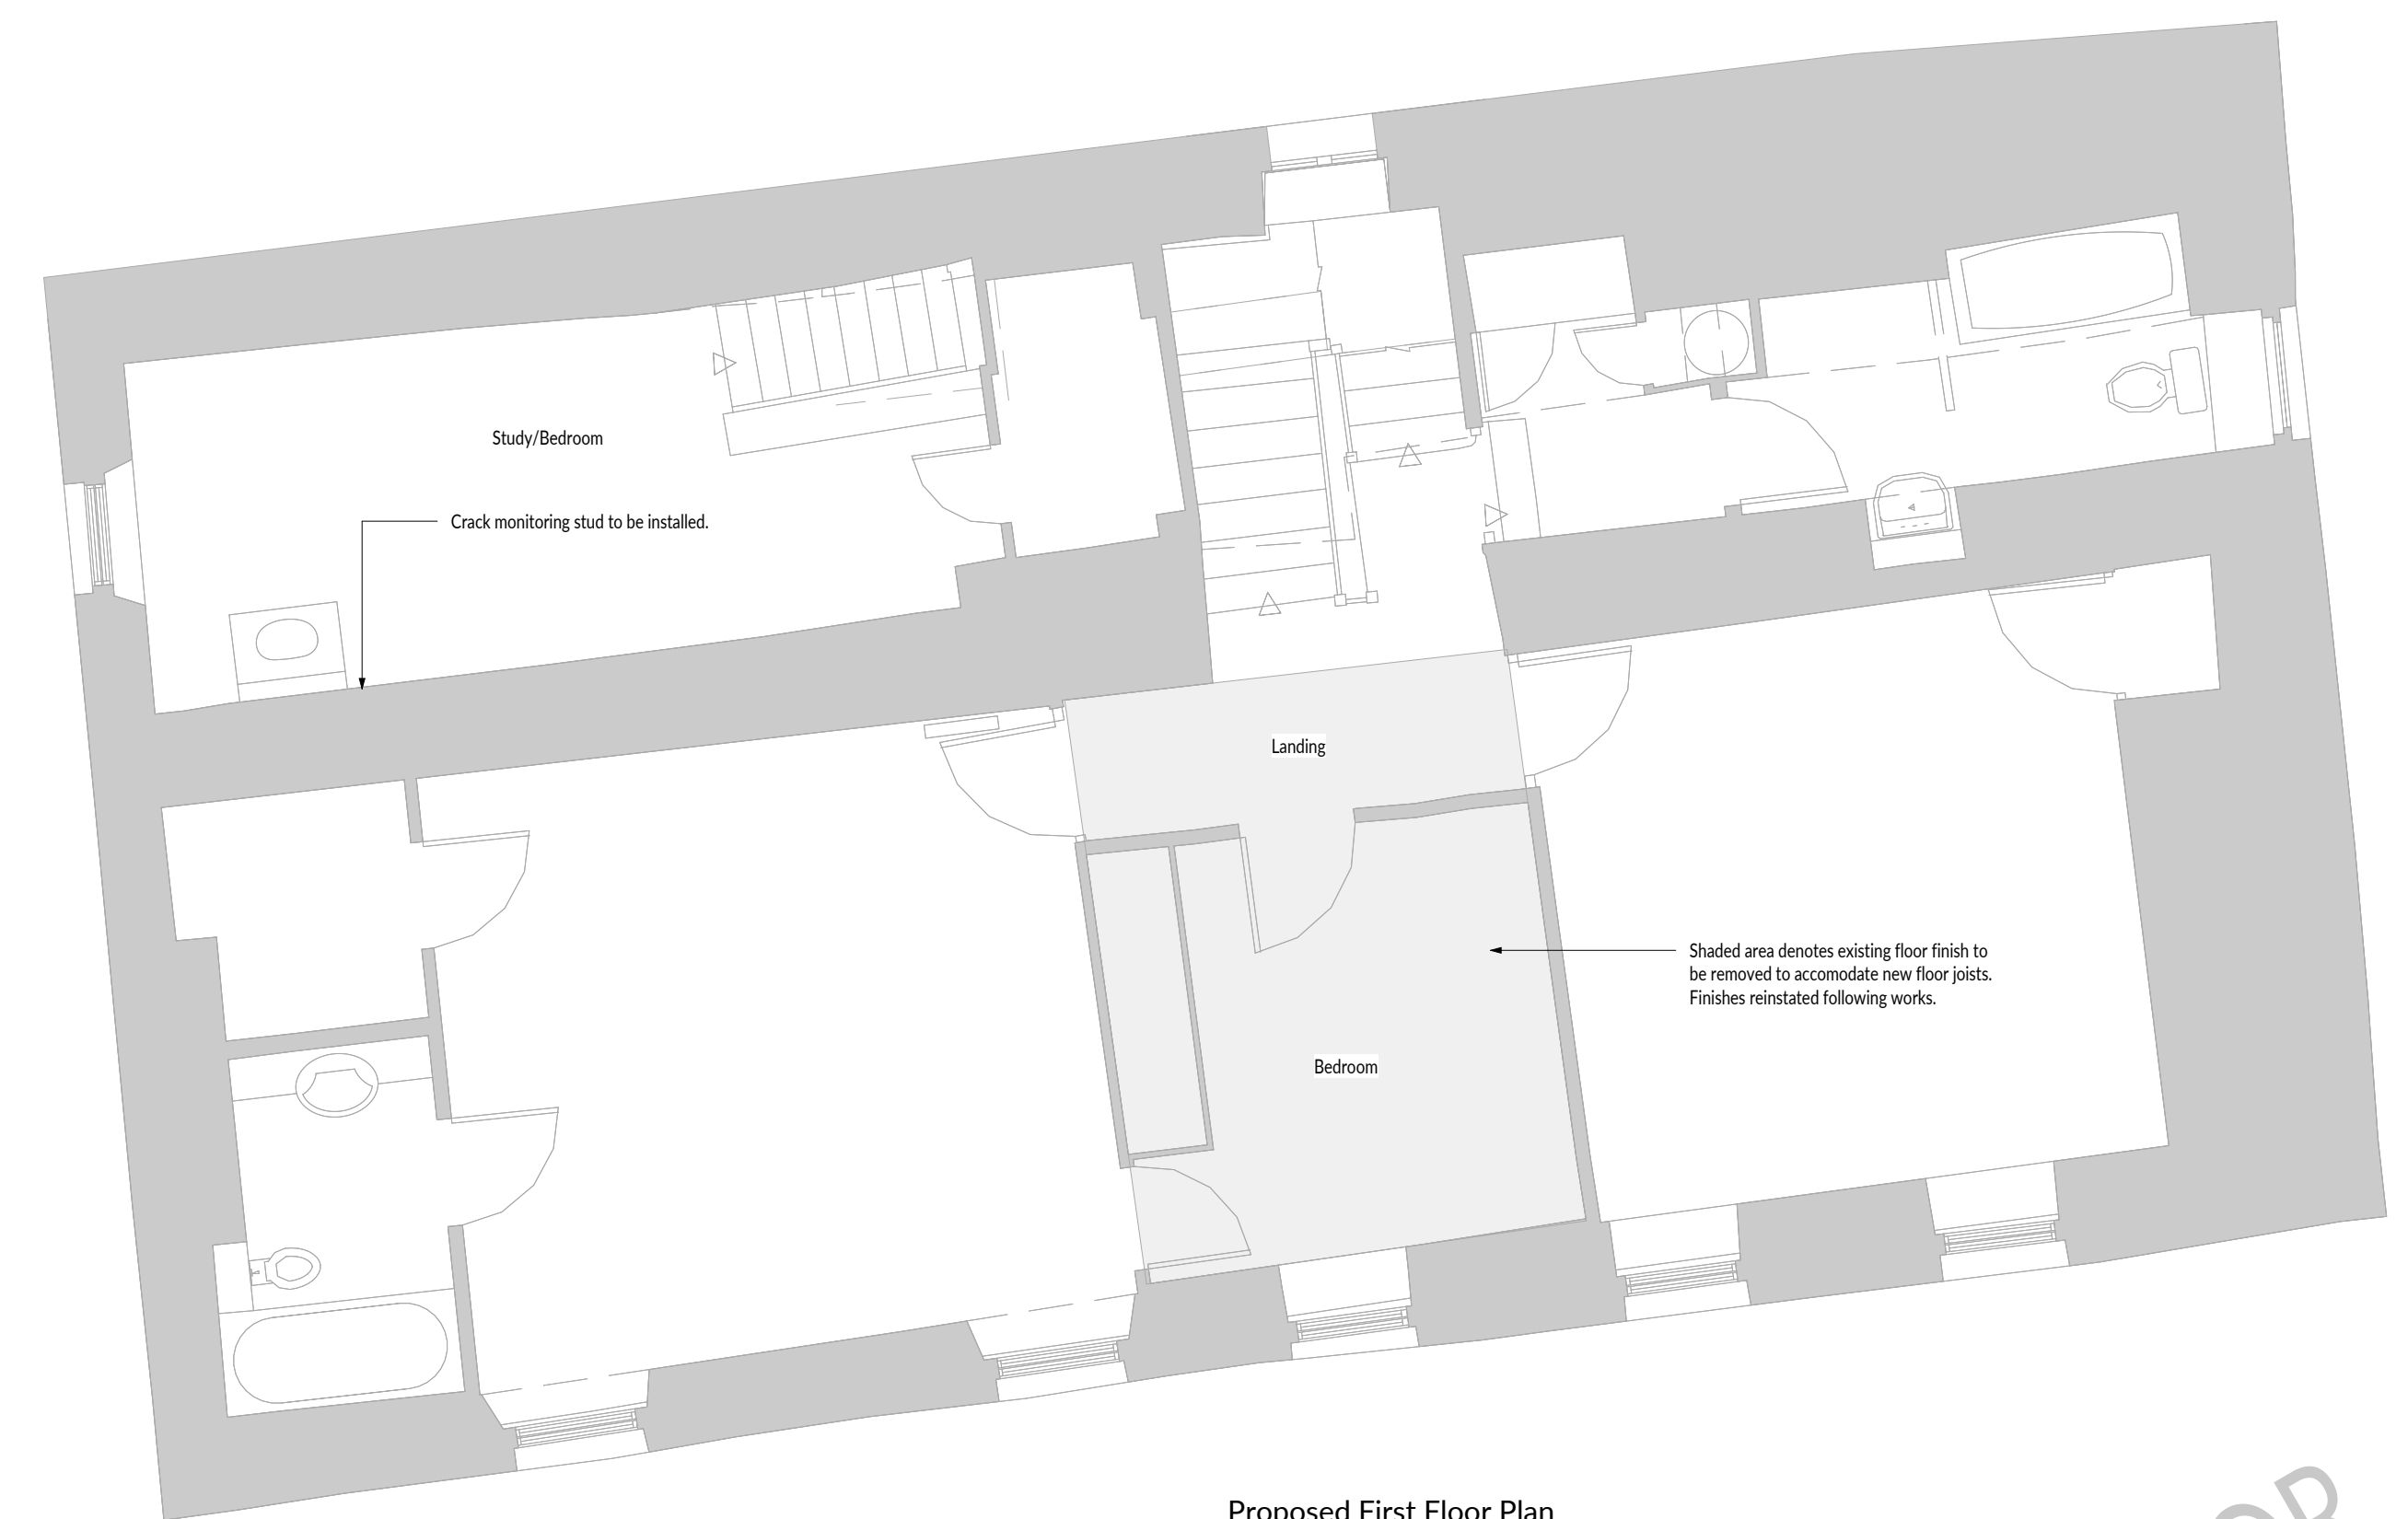 Study/Bedroom
Crack monitoring stud to be installed.
Landing
Shaded area denotes existing floor finish to
be removed to accomodate new floor joists.
Finishes reinstated following works.
Bedroom
Proposed First Floor Plan